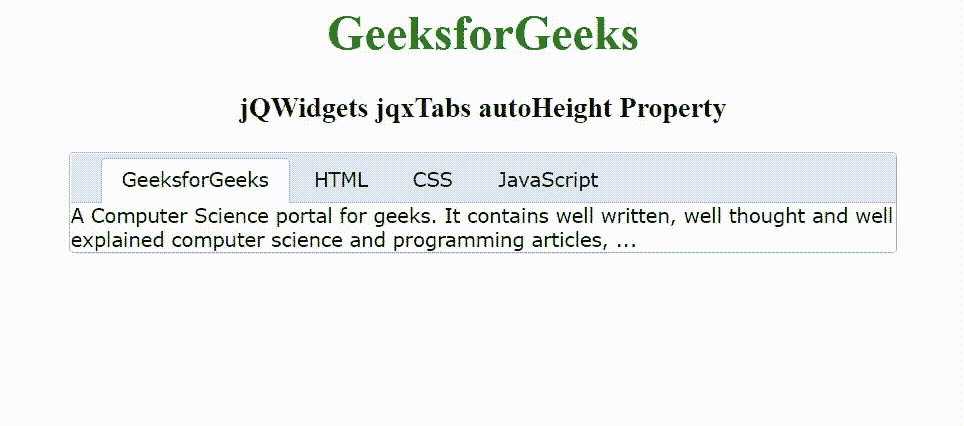 GeeksforGeeks
jQWidgets jqxTabs autoHeight Property
GeeksforGeeks HTML CSS JavaScript
A Computer Science portal for geeks. It contains well written, well thought and well
explained computer science and programming articles, ...